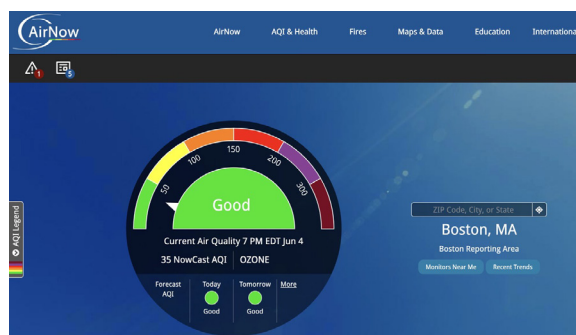 AirNow
AirNow AQI & Health Fires Maps & Data Education Internationa
1 5
50 100 150 200 300
Good
Current Air Quality 7 PM EDT Jun 4
35 NowCast AQI OZONE
Forecast AQI
Today
Good
Tomorrow
Good
More
AQI Legend
ZIP Code, City, or State
Boston, MA
Boston Reporting Area
Monitors Near Me Recent Trends